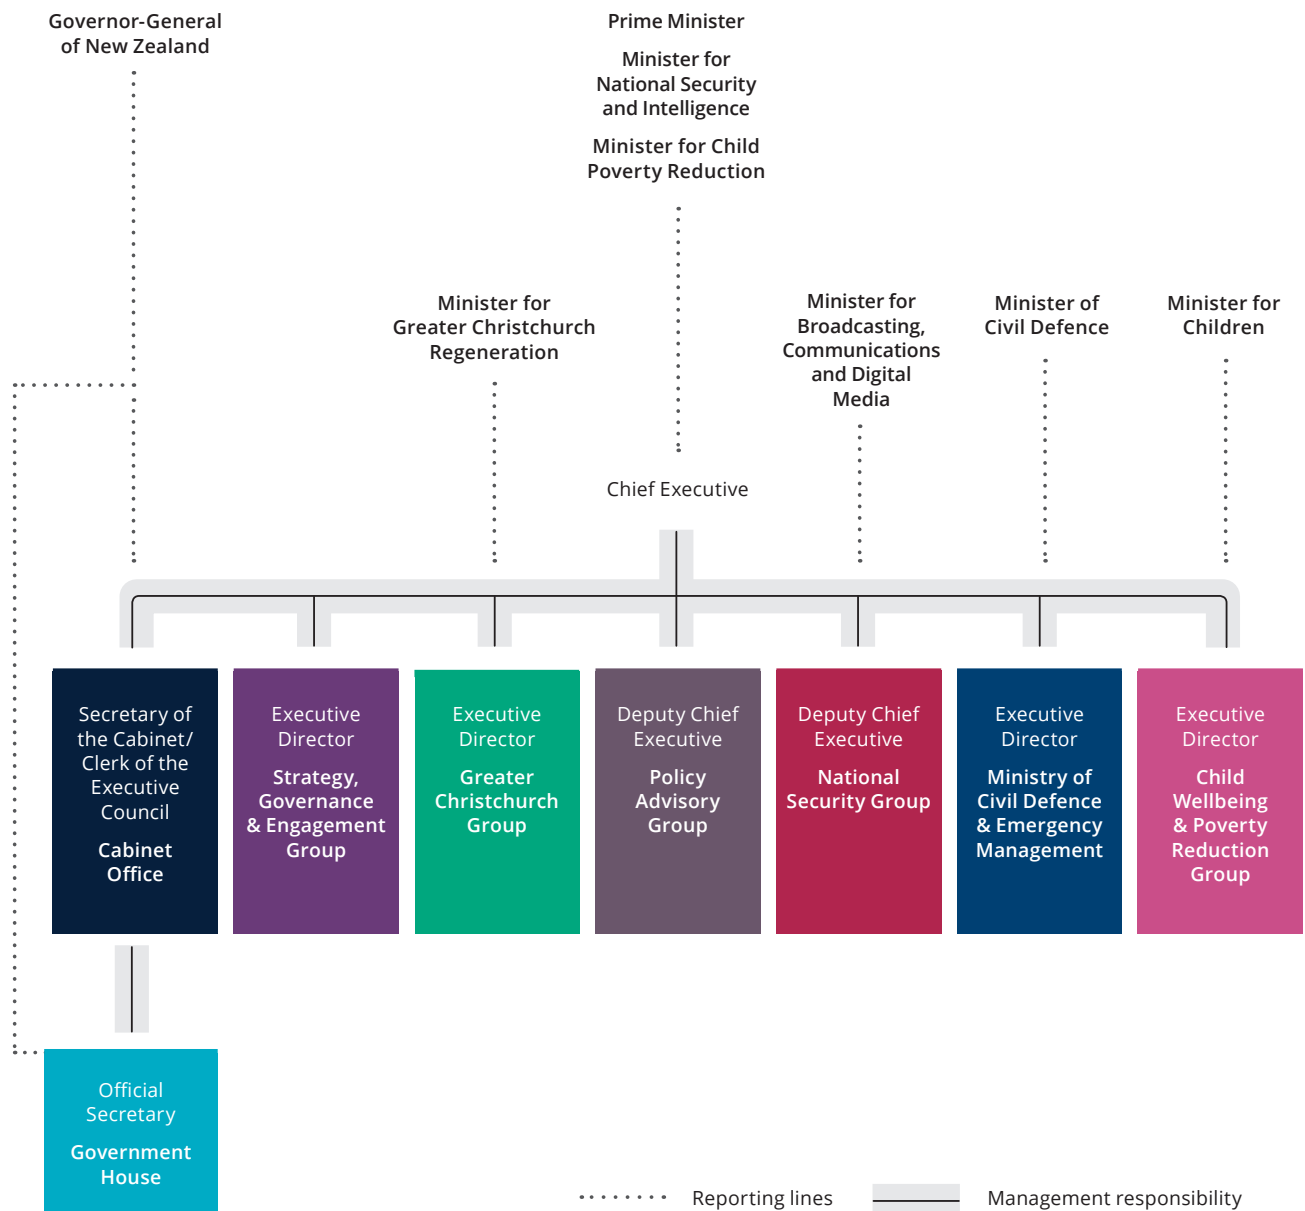 Governor-General
of New Zealand
Prime Minister
Minister for
National Security
and Intelligence
Minister for Child
Poverty Reduction
Minister for
Greater Christchurch
Regeneration
Minister for
Broadcasting,
Communications
and Digital
Media
Minister of
Civil Defence
Minister for
Children
Chief Executive
Secretary of
the Cabinet/
Clerk of the
Executive
Council
Cabinet
Office
Executive
Director
Strategy,
Governance
& Engagement
Group
Executive
Director
Greater
Christchurch
Group
Deputy Chief
Executive
Policy
Advisory
Group
Deputy Chief
Executive
National
Security Group
Executive
Director
Ministry of
Civil Defence
& Emergency
Management
Executive
Director
Child
Wellbeing
& Poverty
Reduction
Group
Official
Secretary
Government
House
Reporting lines
Management responsibility